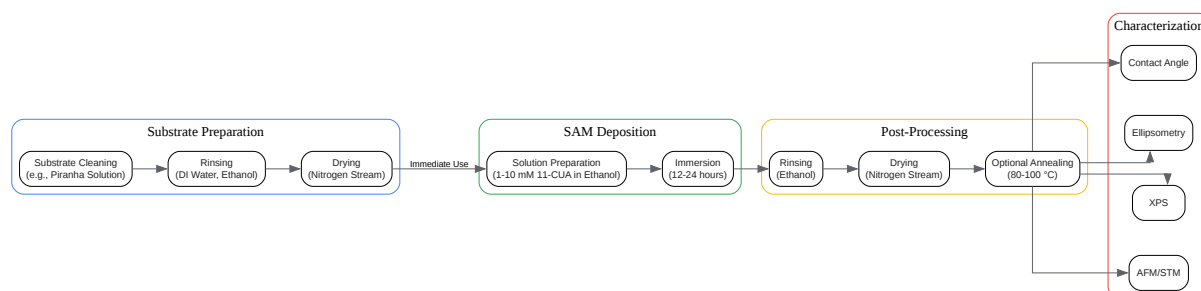 Substrate Preparation
Substrate Cleaning
(e.g., Piranha Solution)
Rinsing
(DI Water, Ethanol)
Drying
(Nitrogen Stream)
Immediate Use
SAM Deposition
Solution Preparation
(1-10 mM 11-CUA in Ethanol)
Immersion
(12-24 hours)
Post-Processing
Rinsing
(Ethanol)
Drying
(Nitrogen Stream)
Optional Annealing
(80-100 °C)
Characterization
Contact Angle
Ellipsometry
XPS
AFM/STM